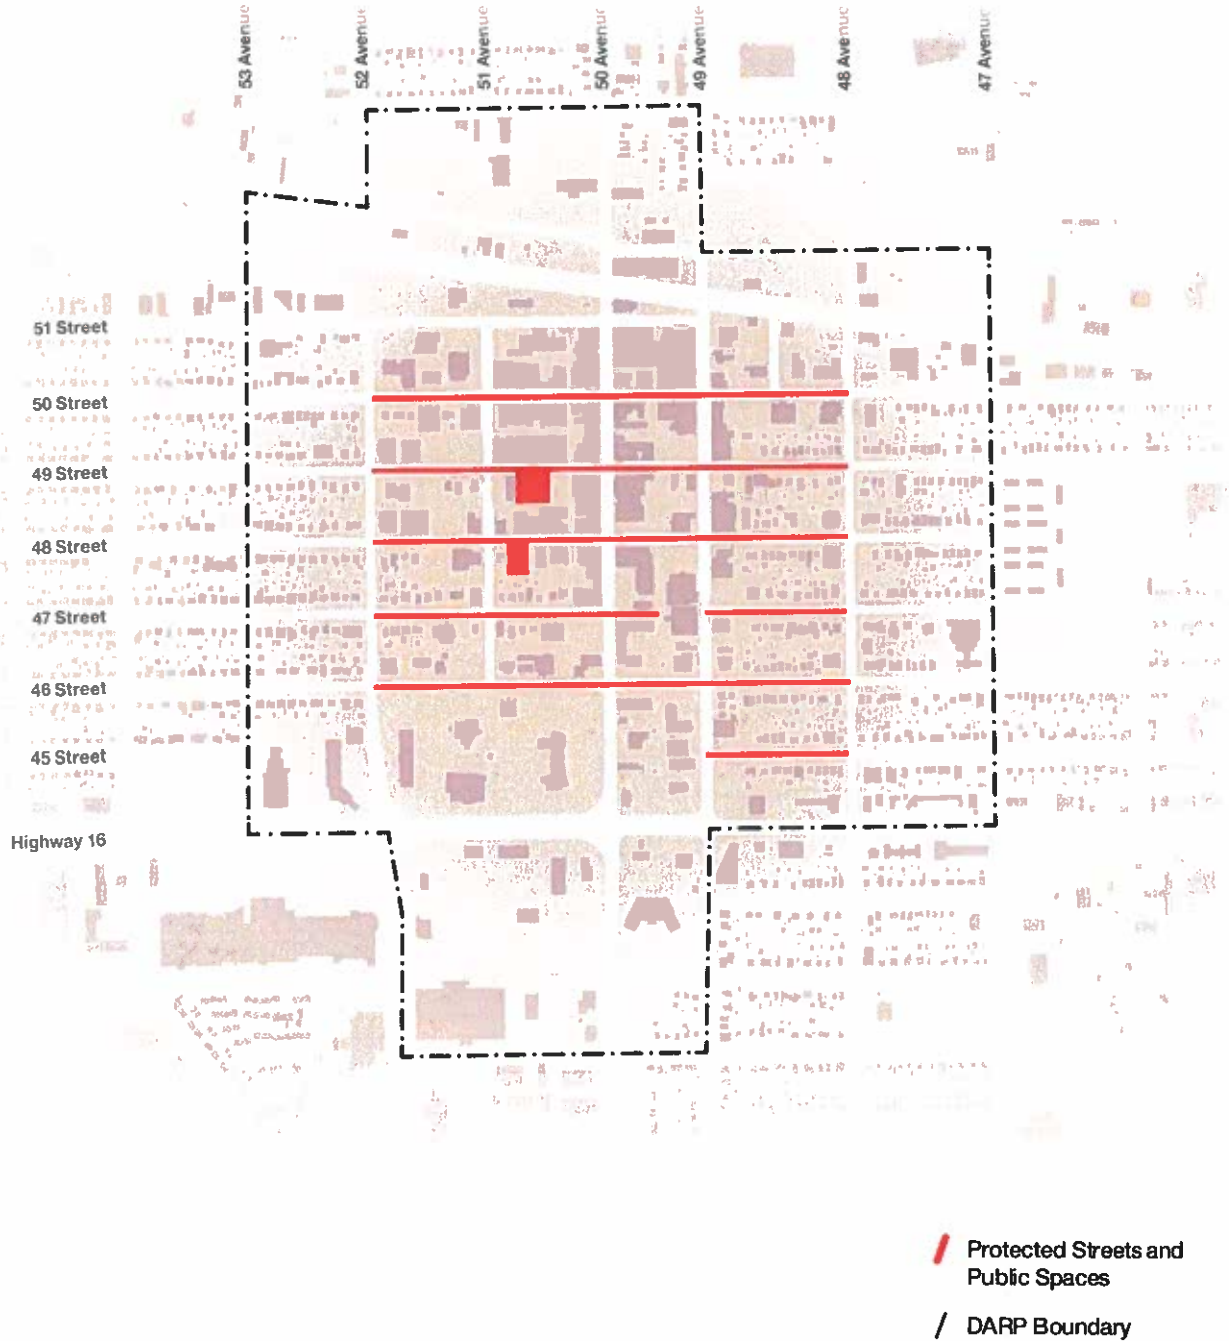 53 Avenue
52 Avenue
51 Avenue
50 Avenue
49 Avenue
48 Avenue
47 Avenue
51 Street
50 Street
49 Street
48 Street
47 Street
46 Street
45 Street
Highway 16
Protected Streets and
Public Spaces
DARP Boundary